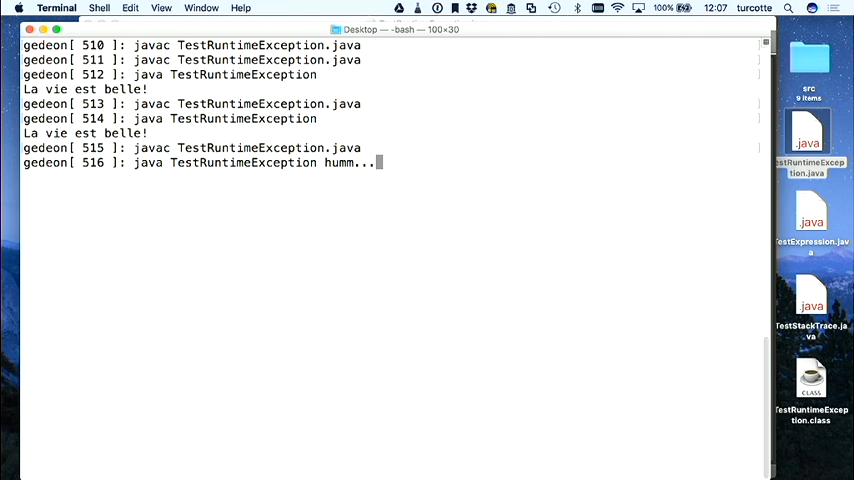 Terminal Shell Edit View Window Help 100% 12:07 turcotte
Desktop — -bash — 100×30
gedeon[ 510 ]: javac TestRuntimeException.java
gedeon[ 511 ]: javac TestRuntimeException.java
gedeon[ 512 ]: java TestRuntimeException
La vie est belle!
gedeon[ 513 ]: javac TestRuntimeException.java
gedeon[ 514 ]: java TestRuntimeException
La vie est belle!
gedeon[ 515 ]: javac TestRuntimeException.java
gedeon[ 516 ]: java TestRuntimeException humm...
src
9 items
.java
TestRuntimeExcep
tion.java
.java
TestExpression.jav
a
.java
TestStackTrace.ja
va
CLASS
TestRuntimeExcep
tion.class